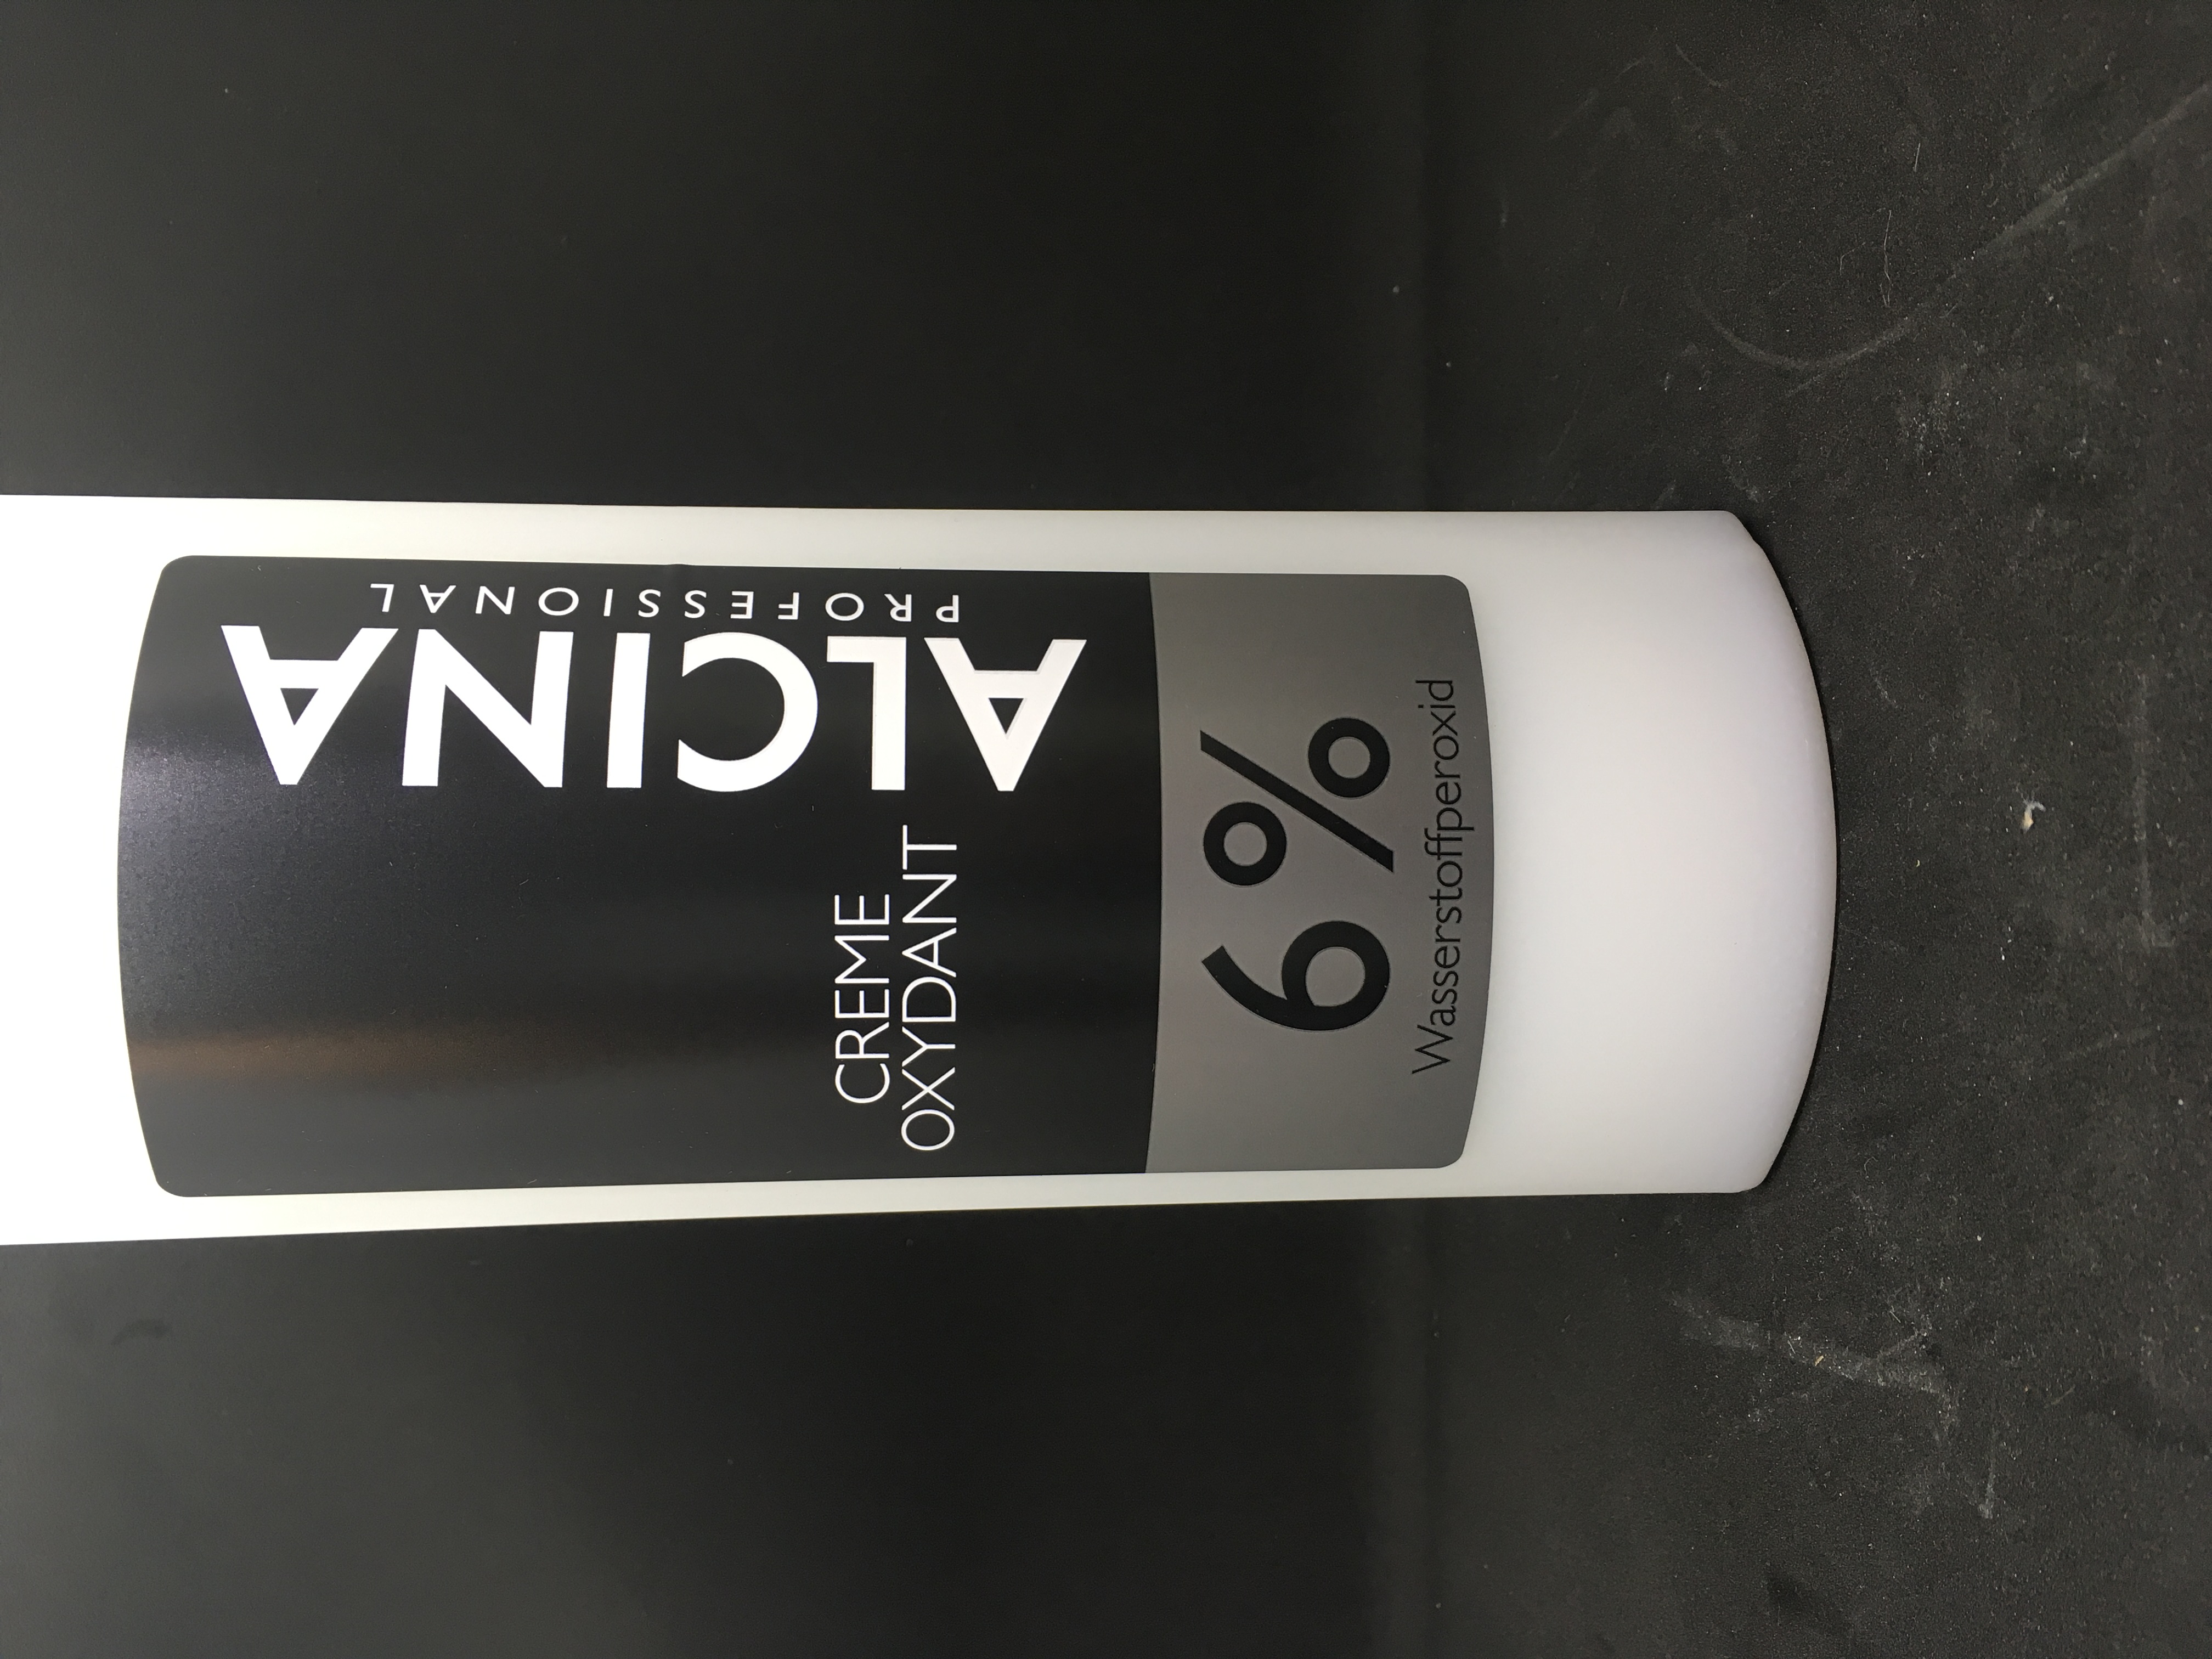 ALCINA
PROFESSIONAL
CREME
OXYDANT
6%
Wasserstoffperoxid